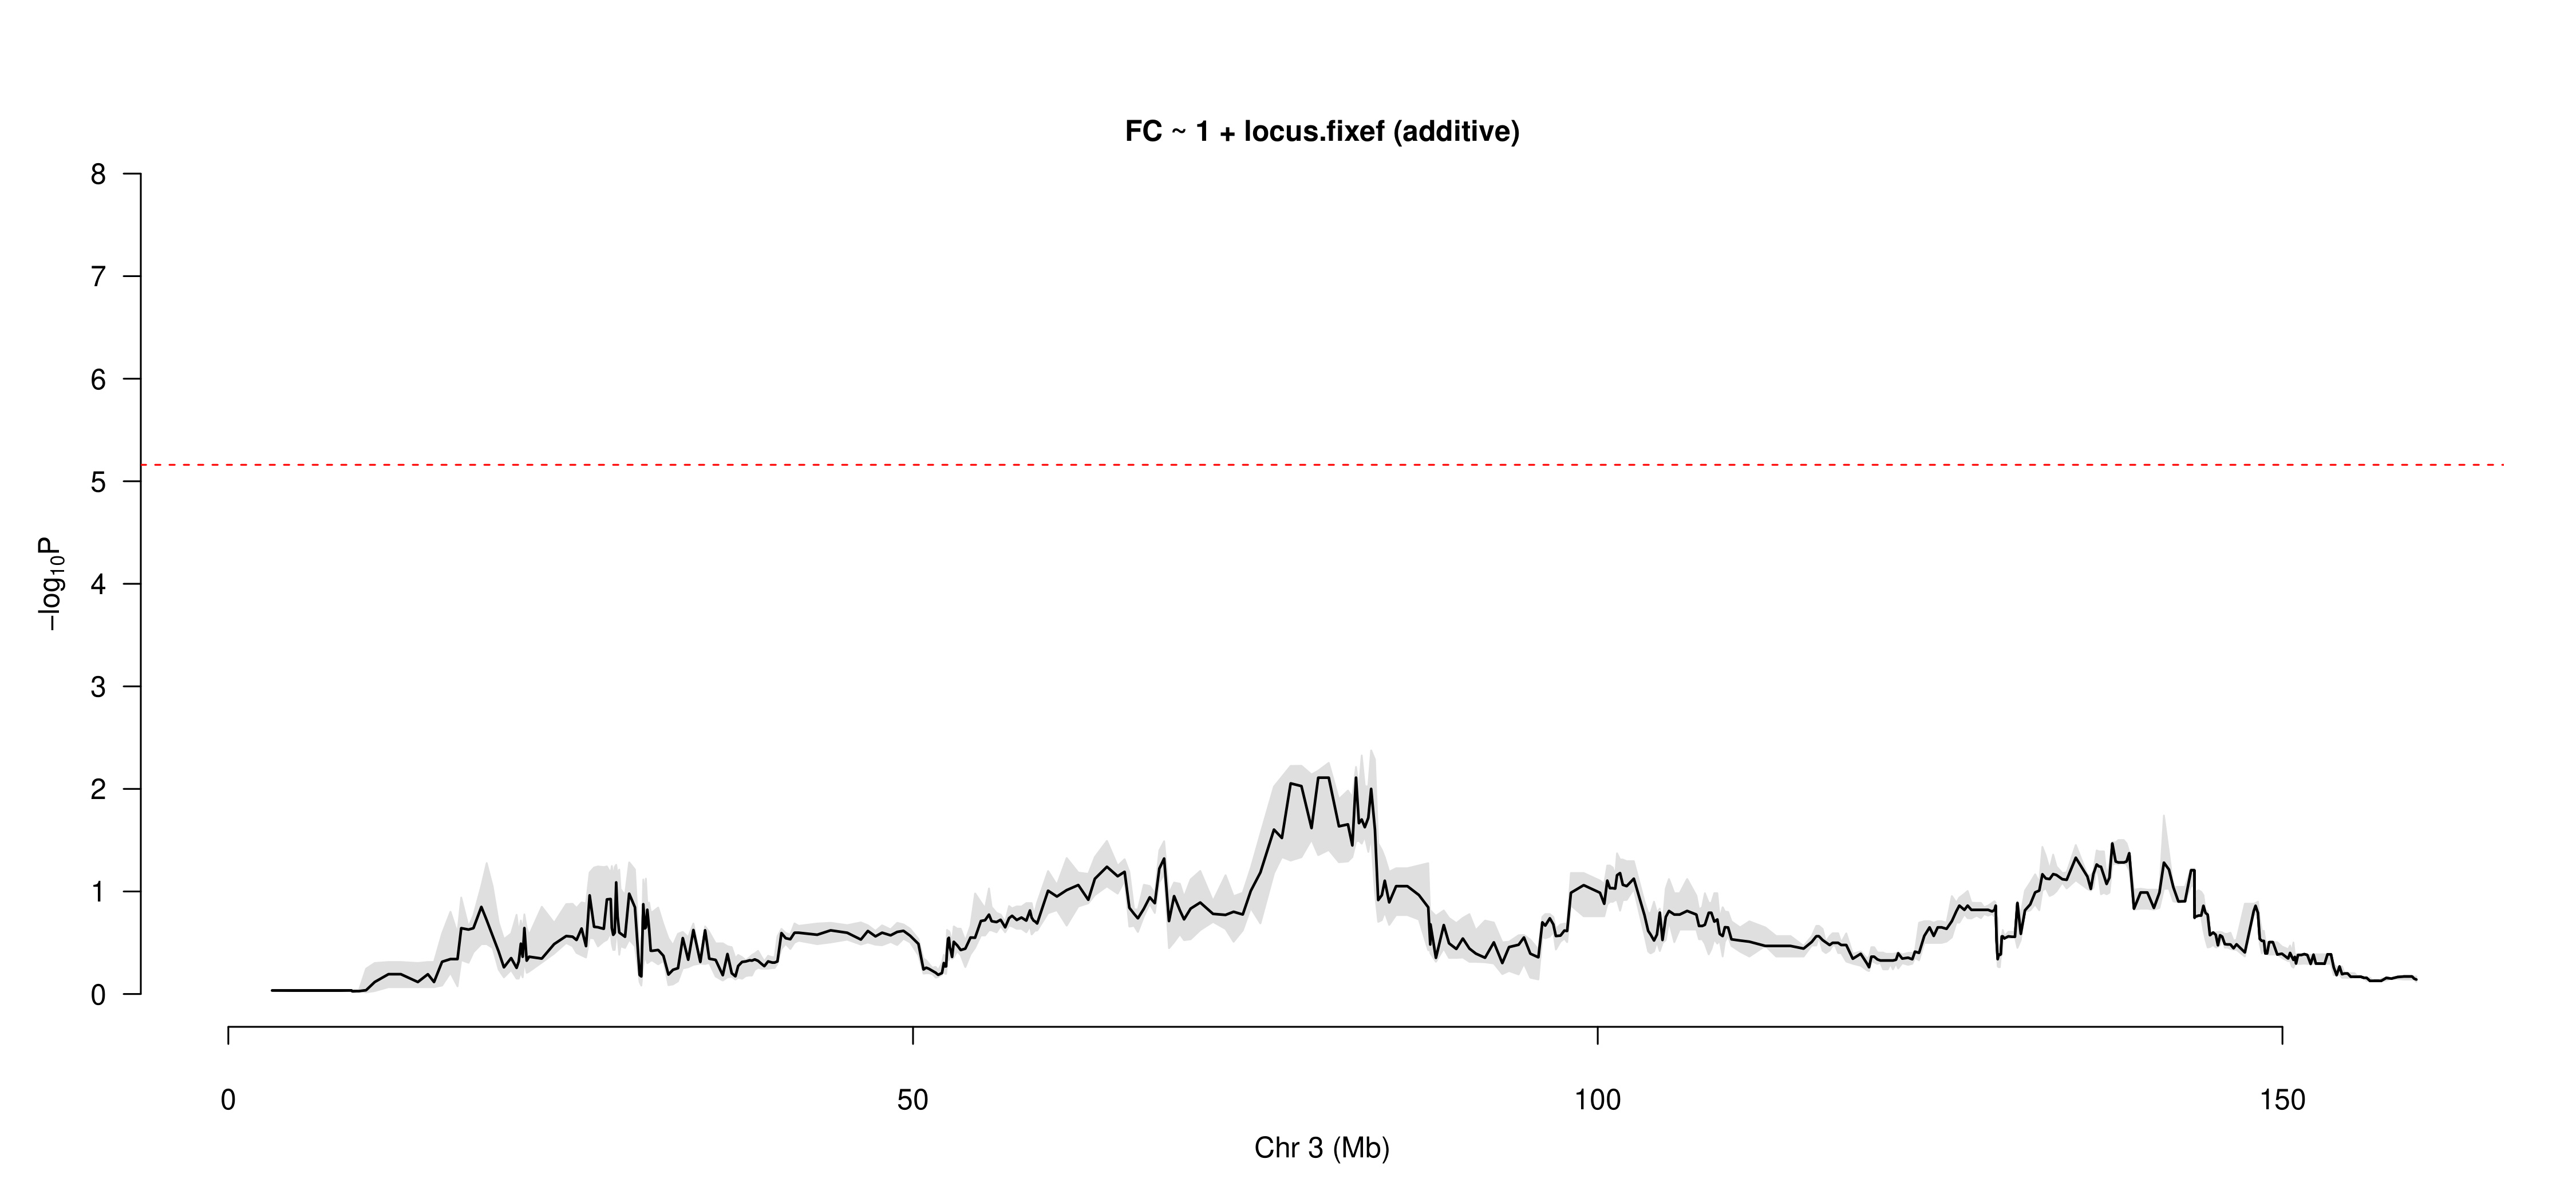 FC ~ 1 + locus.fixef (additive)
8
7
6
5
4
3
2
1
0
−log10P
0 50 100 150
Chr 3 (Mb)